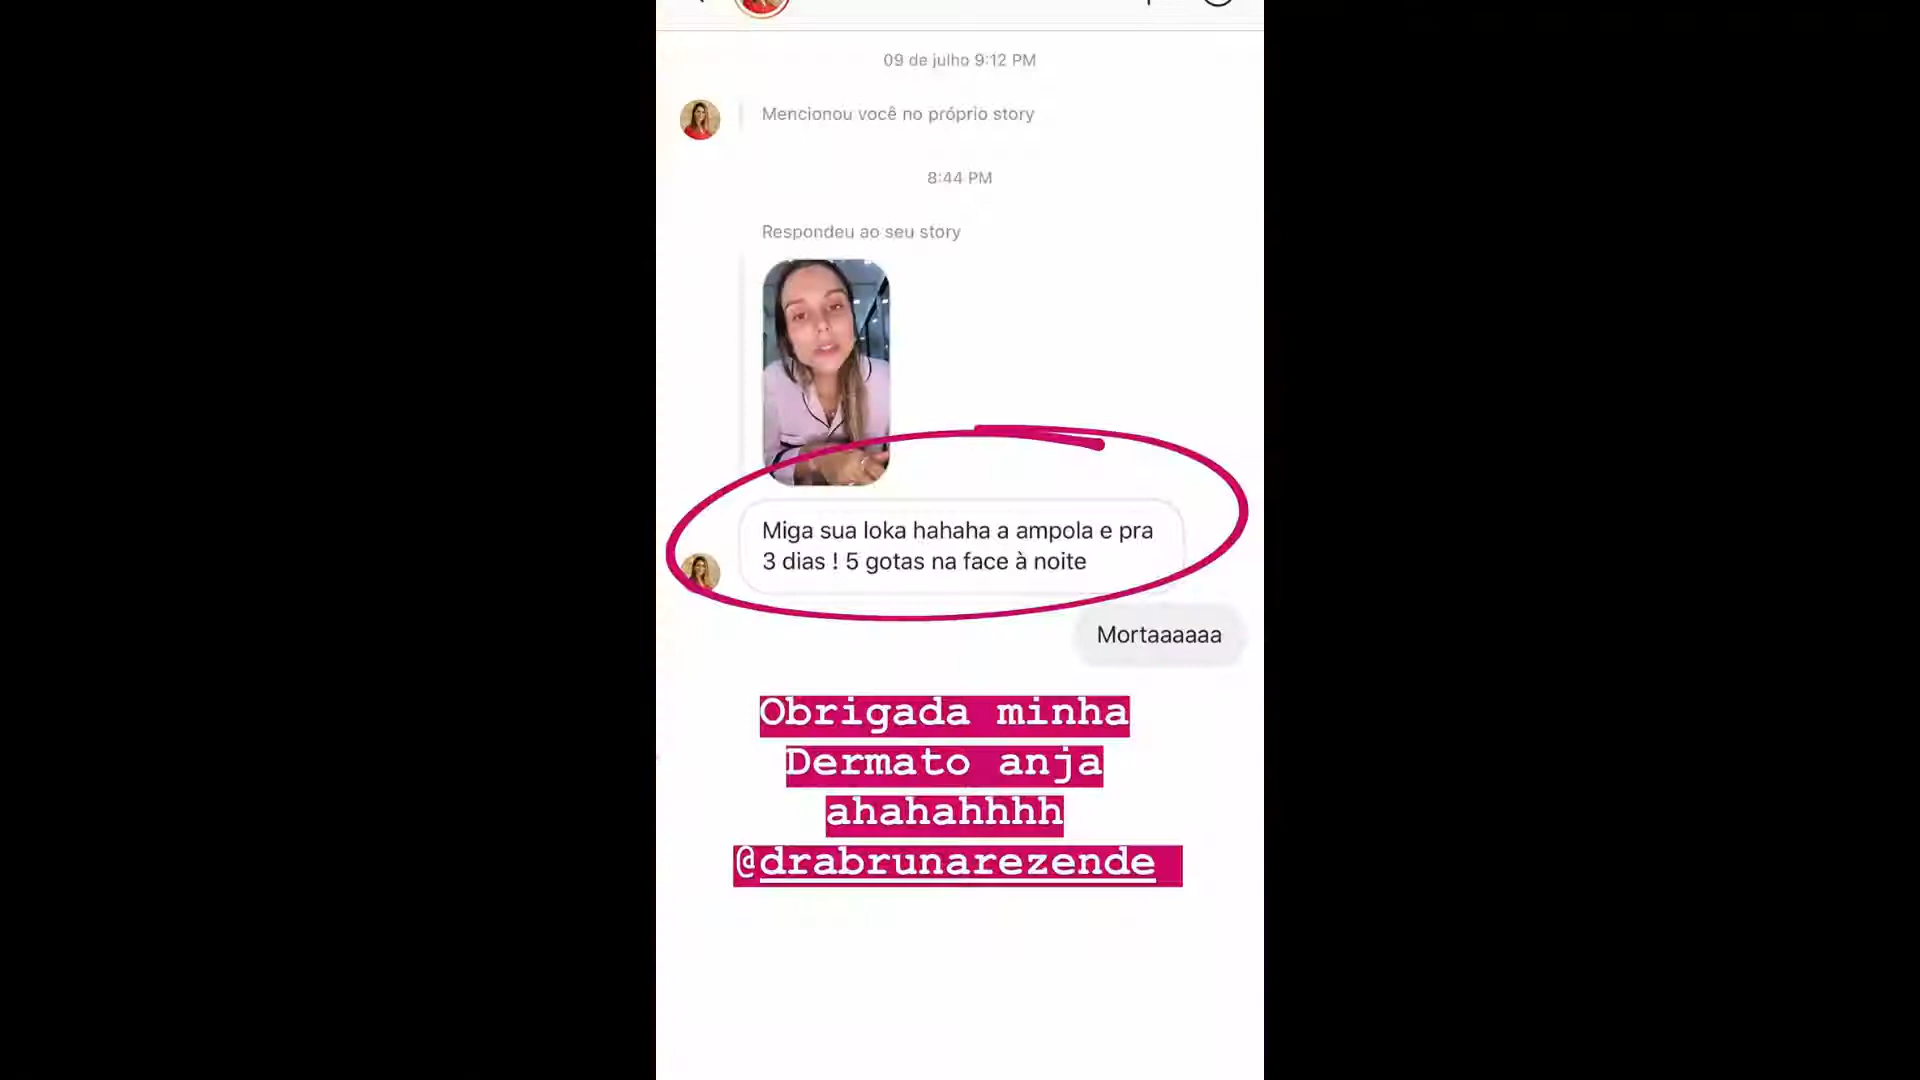 09 de julho 9:12 PM
Mencionou você no próprio story
8:44 PM
Respondeu ao seu story
Miga sua loka hahaha a ampola e pra
3 dias ! 5 gotas na face à noite
Mortaaaaaa
Obrigada minha
Dermato anja
ahahahhhh
@drabrunarezende